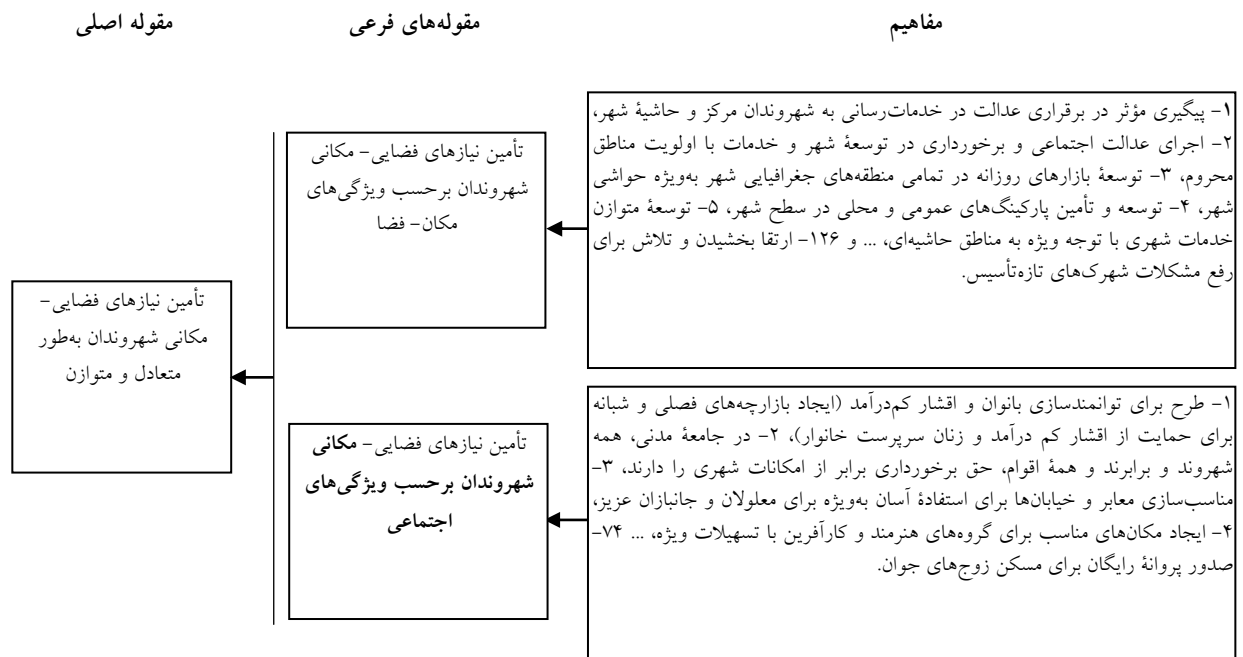 مفاهیم
مقوله‌های فرعی
مقوله اصلی
۱- پیگیری مؤثر در برقراری عدالت در خدمات‌رسانی به شهروندان مرکز و حاشیۀ شهر،
۲- اجرای عدالت اجتماعی و برخورداری در توسعۀ شهر و خدمات با اولویت مناطق
محروم، ۳- توسعۀ بازارهای روزانه در تمامی منطقه‌های جغرافیایی شهر به‌ویژه حواشی
شهر، ۴- توسعه و تأمین پارکینگ‌های عمومی و محلی در سطح شهر، ۵- توسعۀ متوازن
خدمات شهری با توجه ویژه به مناطق حاشیه‌ای، ... و ۱۲۶- ارتقا بخشیدن و تلاش برای
رفع مشکلات شهرک‌های تازه‌تأسیس.
تأمین نیازهای فضایی- مکانی
شهروندان برحسب ویژگی‌های
مکان- فضا
تأمین نیازهای فضایی-
مکانی شهروندان به‌طور
متعادل و متوازن
۱- طرح برای توانمندسازی بانوان و اقشار کم‌درآمد (ایجاد بازارچه‌های فصلی و شبانه
برای حمایت از اقشار کم درآمد و زنان سرپرست خانوار)، ۲- در جامعۀ مدنی، همه
شهروند و برابرند و همۀ اقوام، حق برخورداری برابر از امکانات شهری را دارند، ۳-
مناسب‌سازی معابر و خیابان‌ها برای استفادۀ آسان به‌ویژه برای معلولان و جانبازان عزیز،
۴- ایجاد مکان‌های مناسب برای گروه‌های هنرمند و کارآفرین با تسهیلات ویژه، ... ۷۴-
صدور پروانۀ رایگان برای مسکن زوج‌های جوان.
تأمین نیازهای فضایی- مکانی
شهروندان برحسب ویژگی‌های
اجتماعی